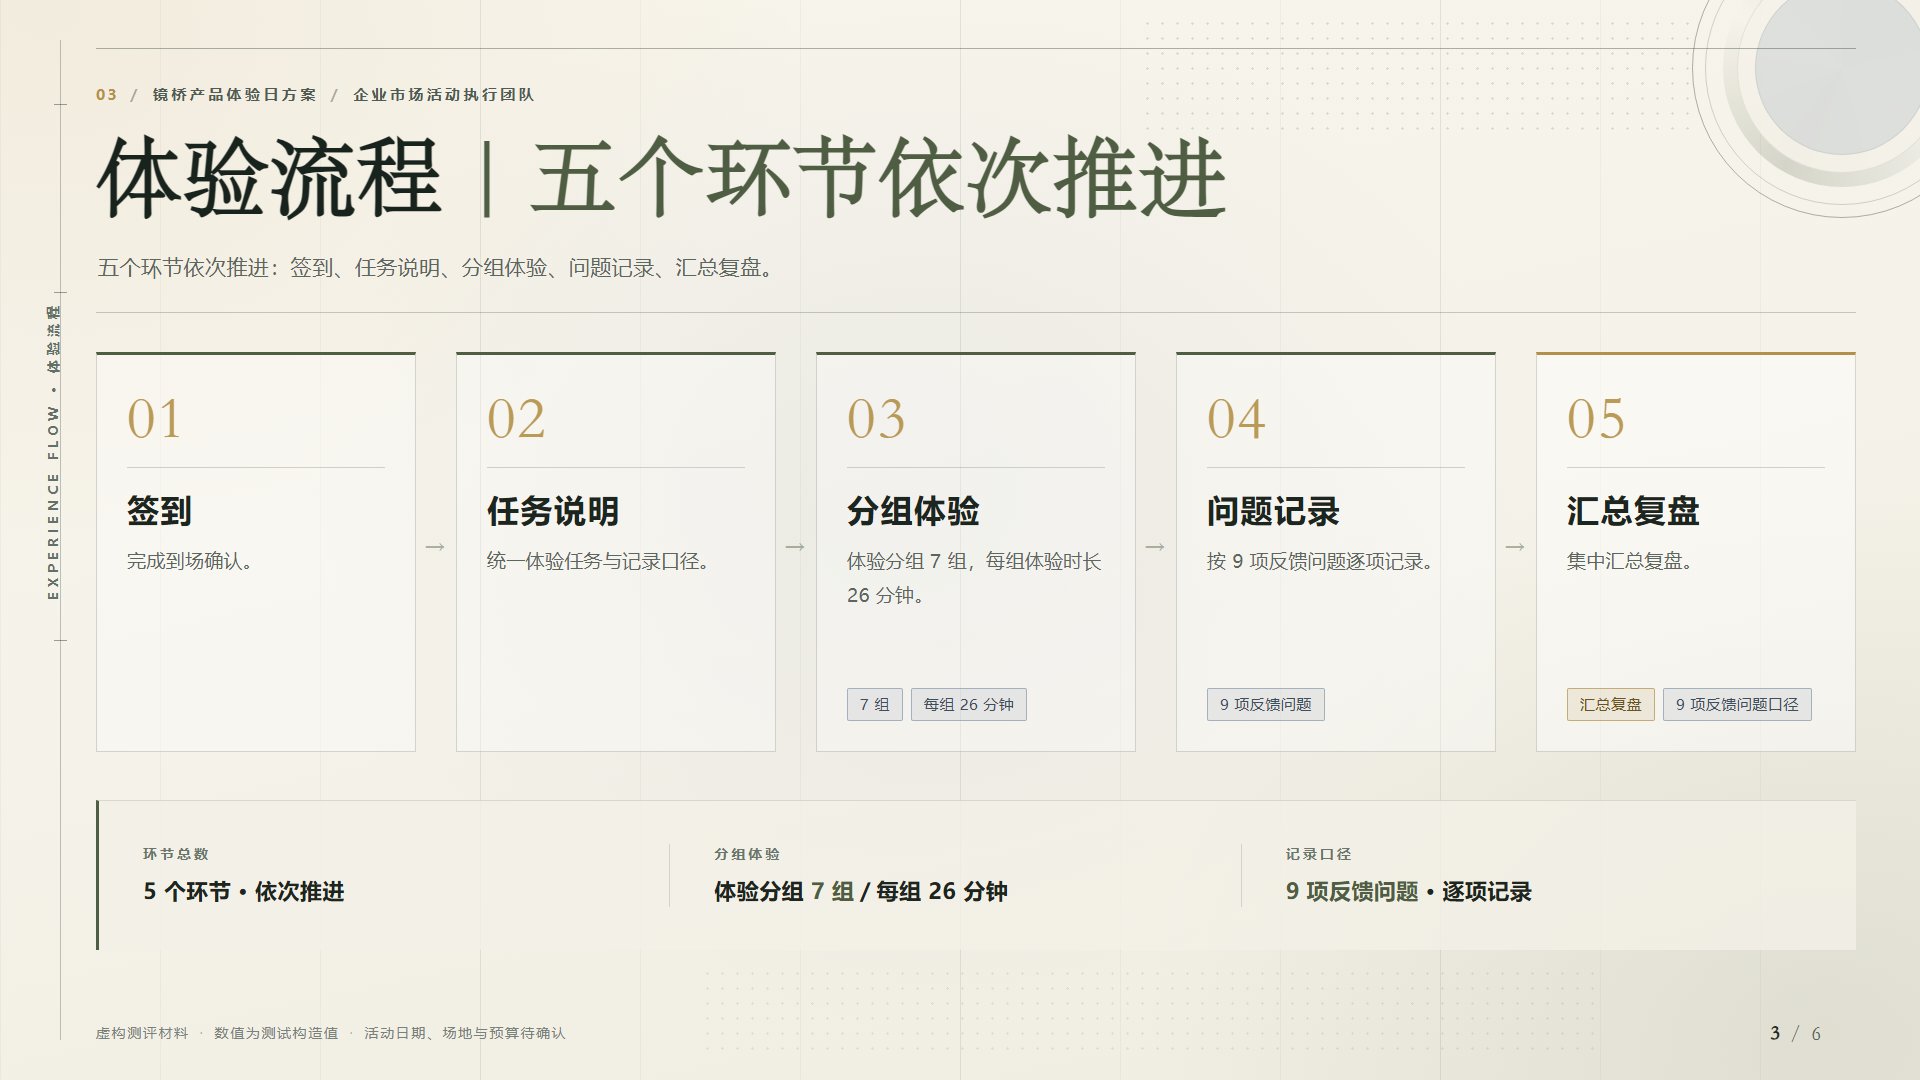 03 / 镜桥产品体验日方案 / 企业市场活动执行团队
体验流程｜五个环节依次推进
五个环节依次推进：签到、任务说明、分组体验、问题记录、汇总复盘。
EXPERIENCE FLOW • 体验流程
01
签到
完成到场确认。
→
02
任务说明
统一体验任务与记录口径。
→
03
分组体验
体验分组 7 组，每组体验时长
26 分钟。
7 组
每组 26 分钟
→
04
问题记录
按 9 项反馈问题逐项记录。
9 项反馈问题
→
05
汇总复盘
集中汇总复盘。
汇总复盘
9 项反馈问题口径
环节总数
5 个环节 • 依次推进
分组体验
体验分组 7 组 / 每组 26 分钟
记录口径
9 项反馈问题 • 逐项记录
虚构测评材料 · 数值为测试构造值 · 活动日期、场地与预算待确认
3 / 6